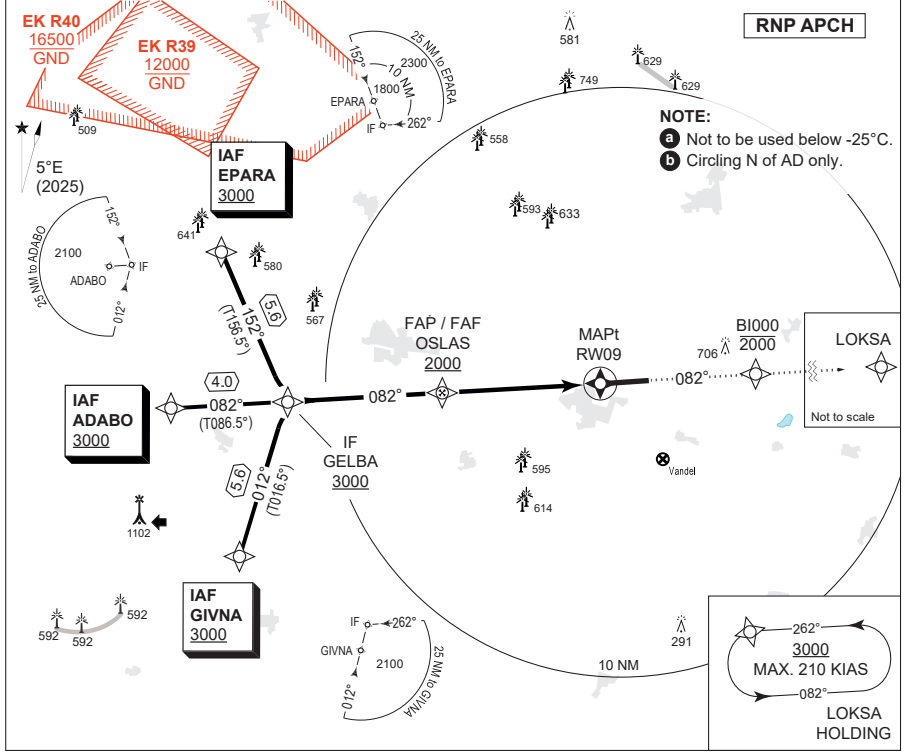 EK R40
16500
GND
EK R39
12000
GND
RNP APCH
581
629
629
749
558
NOTE:
a Not to be used below -25°C.
b Circling N of AD only.
25 NM to EPARA
152°
10 NM
2300
1800
EPARA
IF
262°
509
5°E
(2025)
IAF
EPARA
3000
593
633
641
580
567
25 NM to ADABO
152°
2100
ADABO
IF
012°
5.6
152°
(T156.5°)
FAP / FAF
OSLAS
2000
MAPt
RW09
706
BI000
2000
LOKSA
Not to scale
IAF
ADABO
3000
4.0
082°
(T086.5°)
082°
082°
IF
GELBA
3000
5.6
012°
(T016.5°)
595
614
Vandel
1102
IAF
GIVNA
3000
592
592
592
IF
262°
GIVNA
2100
012°
25 NM to GIVNA
10 NM
291
262°
3000
MAX. 210 KIAS
082°
LOKSA
HOLDING